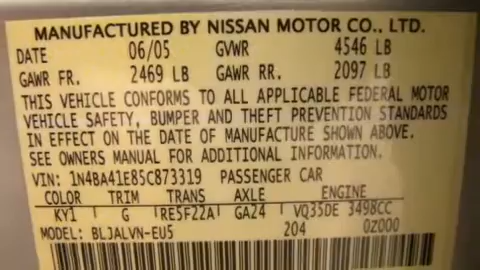 MANUFACTURED BY NISSAN MOTOR CO., LTD.
DATE 06/05 GVWR 4546 LB
GAWR FR. 2469 LB GAWR RR. 2097 LB
THIS VEHICLE CONFORMS TO ALL APPLICABLE FEDERAL MOTOR
VEHICLE SAFETY, BUMPER AND THEFT PREVENTION STANDARDS
IN EFFECT ON THE DATE OF MANUFACTURE SHOWN ABOVE.
SEE OWNERS MANUAL FOR ADDITIONAL INFORMATION.
VIN: 1N4BA41E85C873319 PASSENGER CAR
COLOR TRIM TRANS AXLE ENGINE
KY1 G RE5F22A GA24 VQ35DE 3498CC
MODEL: BLJALVN-EU5 204 0Z000